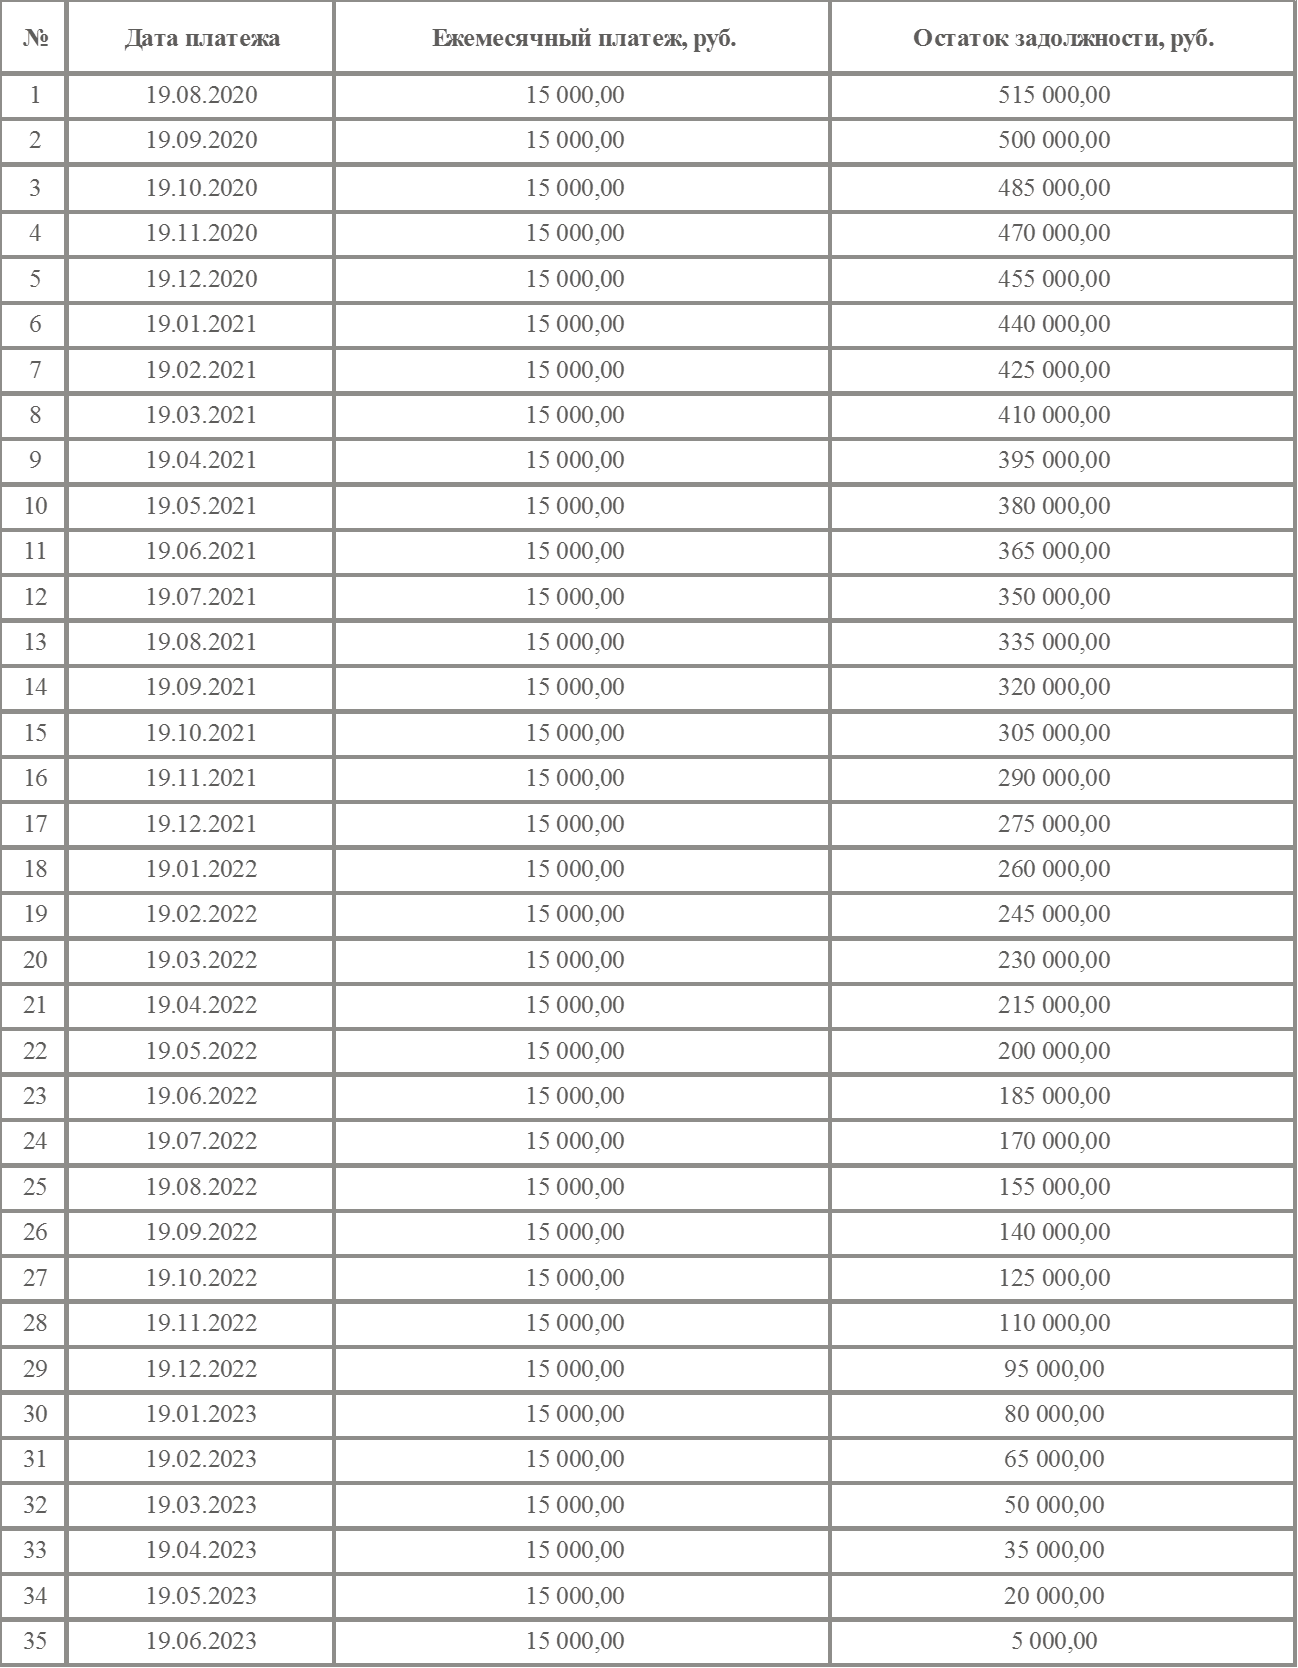 № Дата платежа Ежемесячный платеж, руб. Остаток задолжности, руб.
1 19.08.2020 15 000,00 515 000,00
2 19.09.2020 15 000,00 500 000,00
3 19.10.2020 15 000,00 485 000,00
4 19.11.2020 15 000,00 470 000,00
5 19.12.2020 15 000,00 455 000,00
6 19.01.2021 15 000,00 440 000,00
7 19.02.2021 15 000,00 425 000,00
8 19.03.2021 15 000,00 410 000,00
9 19.04.2021 15 000,00 395 000,00
10 19.05.2021 15 000,00 380 000,00
11 19.06.2021 15 000,00 365 000,00
12 19.07.2021 15 000,00 350 000,00
13 19.08.2021 15 000,00 335 000,00
14 19.09.2021 15 000,00 320 000,00
15 19.10.2021 15 000,00 305 000,00
16 19.11.2021 15 000,00 290 000,00
17 19.12.2021 15 000,00 275 000,00
18 19.01.2022 15 000,00 260 000,00
19 19.02.2022 15 000,00 245 000,00
20 19.03.2022 15 000,00 230 000,00
21 19.04.2022 15 000,00 215 000,00
22 19.05.2022 15 000,00 200 000,00
23 19.06.2022 15 000,00 185 000,00
24 19.07.2022 15 000,00 170 000,00
25 19.08.2022 15 000,00 155 000,00
26 19.09.2022 15 000,00 140 000,00
27 19.10.2022 15 000,00 125 000,00
28 19.11.2022 15 000,00 110 000,00
29 19.12.2022 15 000,00 95 000,00
30 19.01.2023 15 000,00 80 000,00
31 19.02.2023 15 000,00 65 000,00
32 19.03.2023 15 000,00 50 000,00
33 19.04.2023 15 000,00 35 000,00
34 19.05.2023 15 000,00 20 000,00
35 19.06.2023 15 000,00 5 000,00